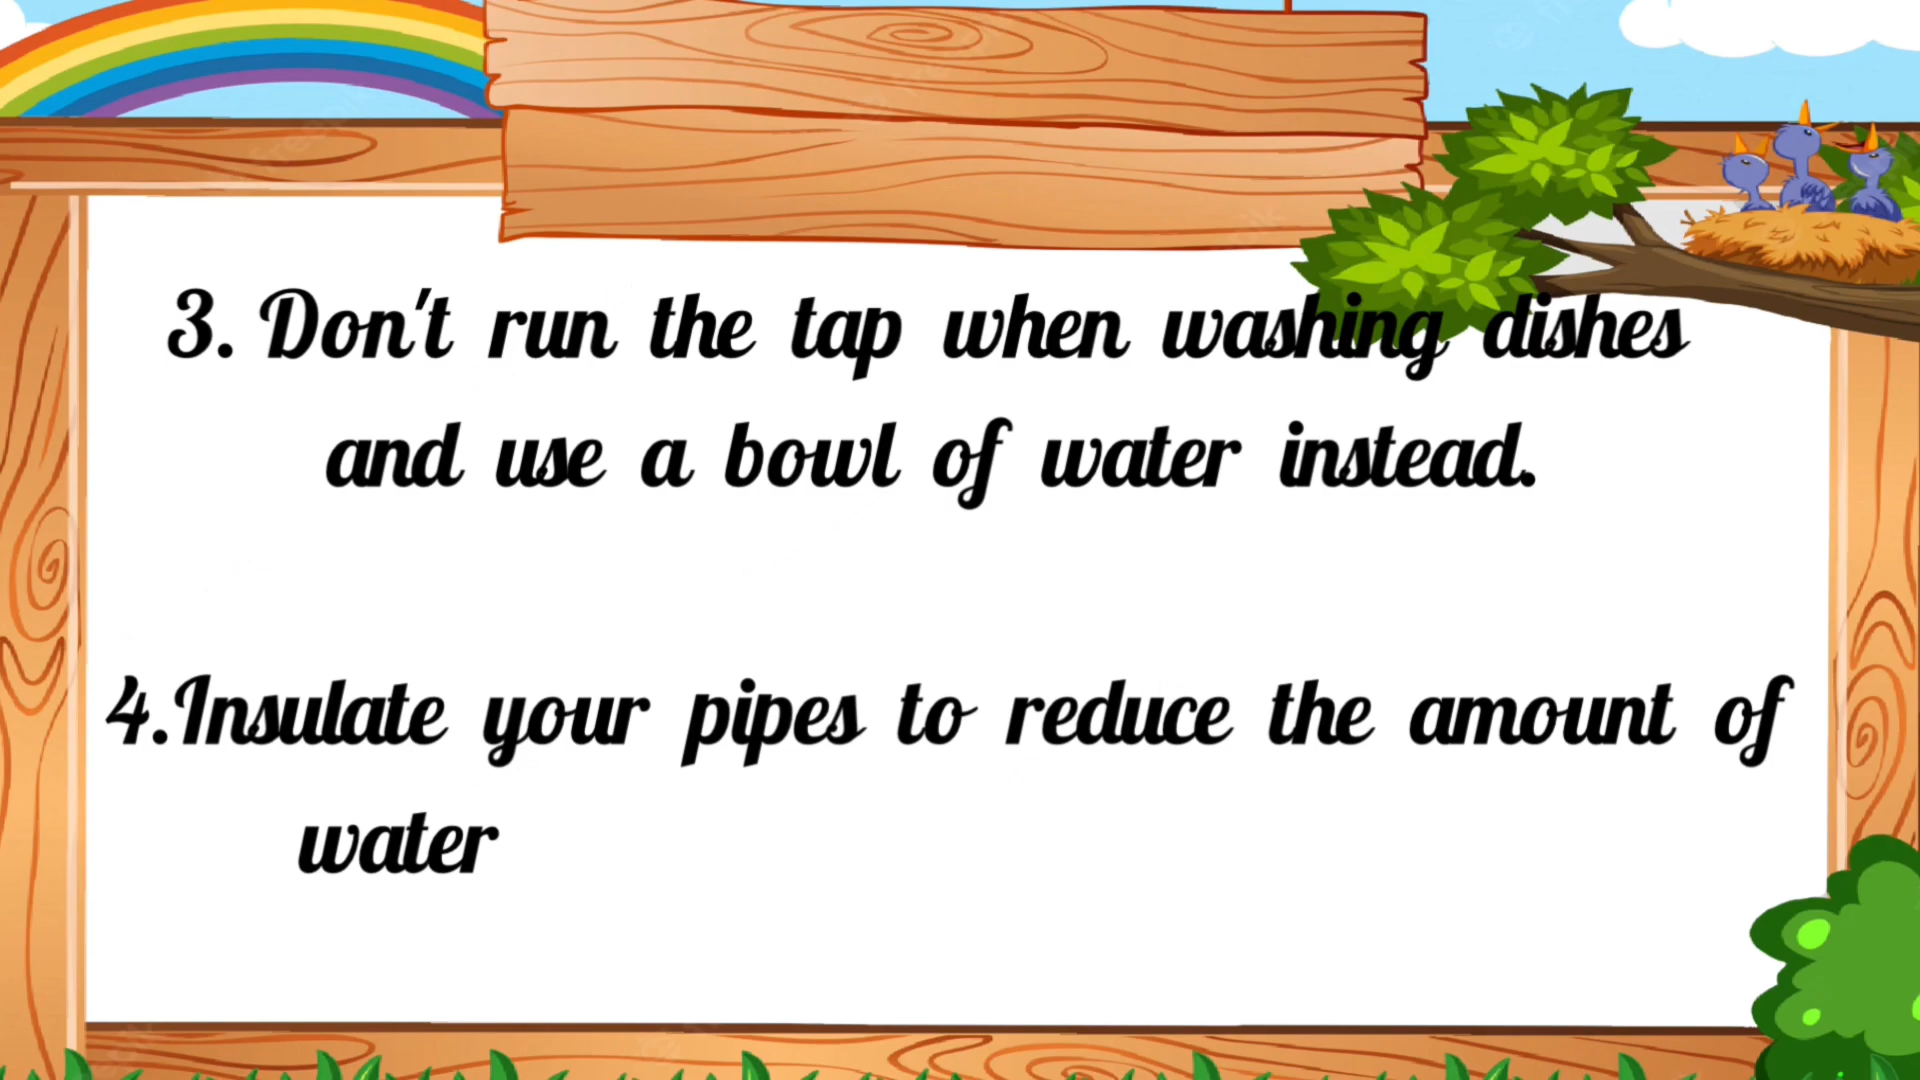 3. Don't run the tap when washing dishes
and use a bowl of water instead.
4.Insulate your pipes to reduce the amount of
water